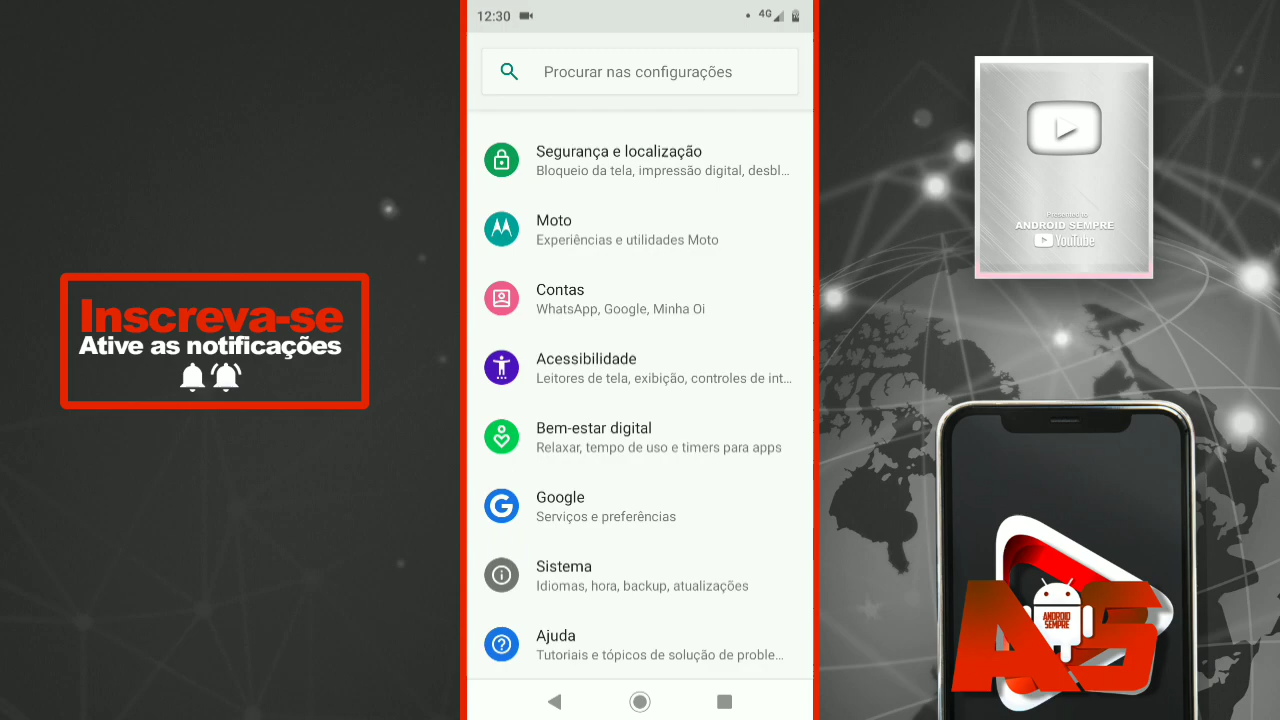 12:30
4G
Procurar nas configurações
Segurança e localização
Bloqueio da tela, impressão digital, desbl...
Moto
Experiências e utilidades Moto
Contas
WhatsApp, Google, Minha Oi
Acessibilidade
Leitores de tela, exibição, controles de int...
Bem-estar digital
Relaxar, tempo de uso e timers para apps
Google
Serviços e preferências
Sistema
Idiomas, hora, backup, atualizações
Ajuda
Tutoriais e tópicos de solução de proble...
Inscreva-se
Ative as notificações
Presented to
ANDROID SEMPRE
YouTube
AS
ANDROID
SEMPRE